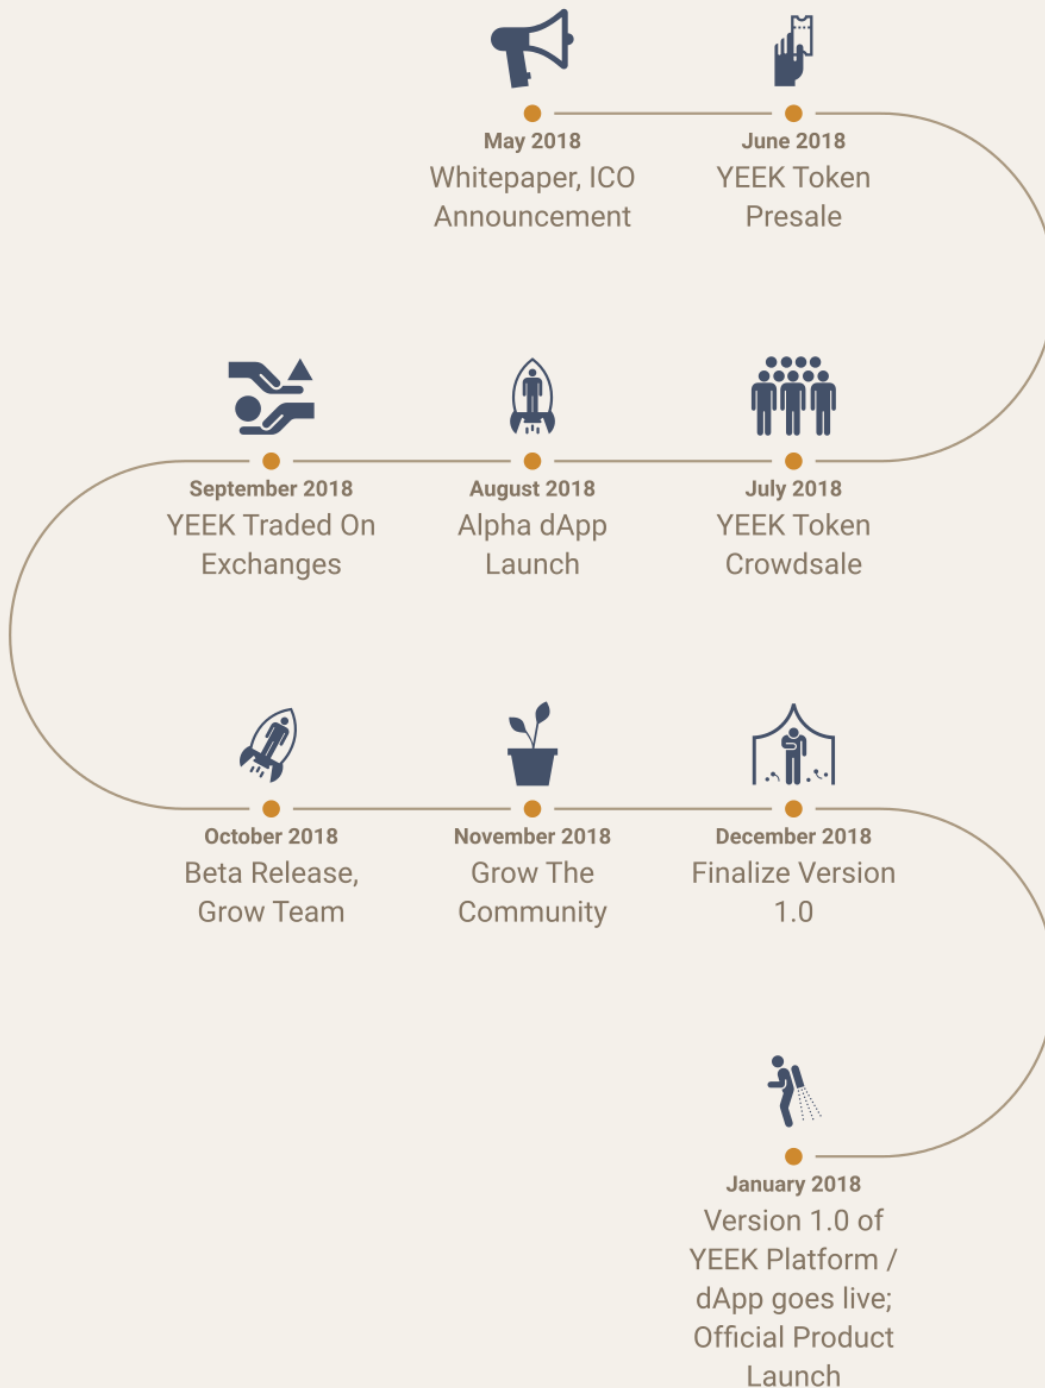 May 2018
Whitepaper, ICO
Announcement
June 2018
YEEK Token
Presale
September 2018
YEEK Traded On
Exchanges
August 2018
Alpha dApp
Launch
July 2018
YEEK Token
Crowdsale
October 2018
Beta Release,
Grow Team
November 2018
Grow The
Community
December 2018
Finalize Version
1.0
January 2018
Version 1.0 of
YEEK Platform /
dApp goes live;
Official Product
Launch